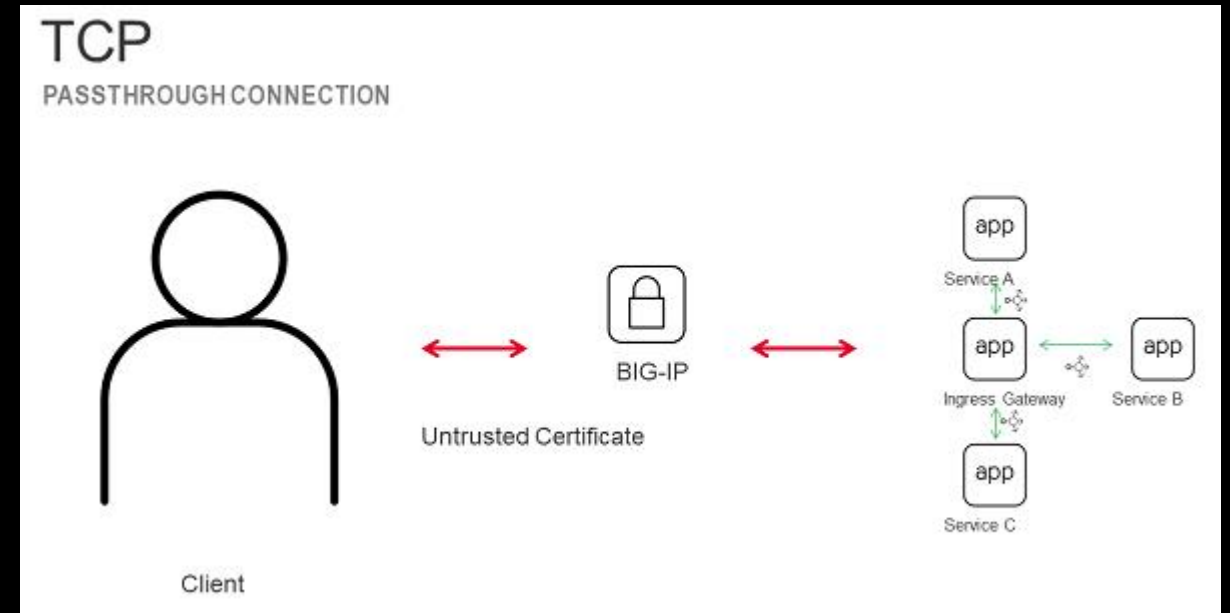 TCP
PASSTHROUGH CONNECTION
app
Service A
BIG-IP
app
app
Ingress Gateway
Service B
Untrusted Certificate
app
Service C
Client